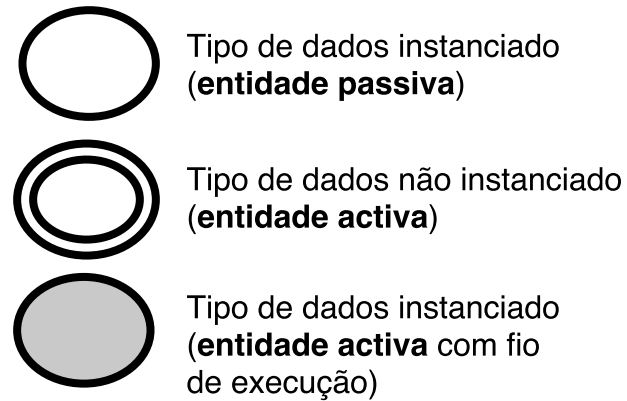 Tipo de dados instanciado
(entidade passiva)
Tipo de dados não instanciado
(entidade activa)
Tipo de dados instanciado
(entidade activa com fio
de execução)